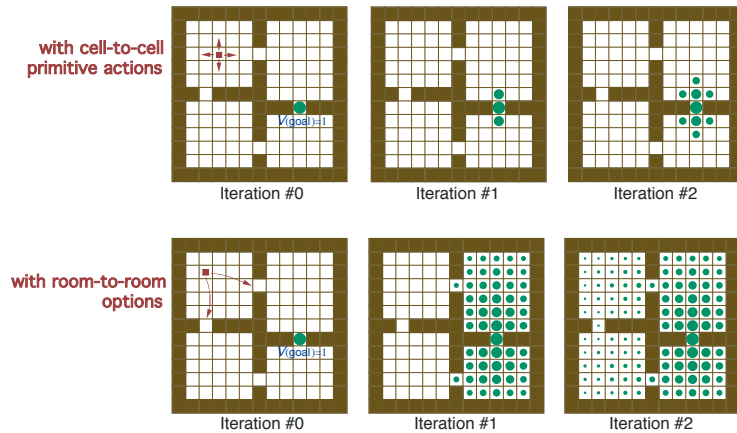 with cell-to-cell
primitive actions
V(goal)=1
Iteration #0
Iteration #1
Iteration #2
with room-to-room
options
V(goal)=1
Iteration #0
Iteration #1
Iteration #2